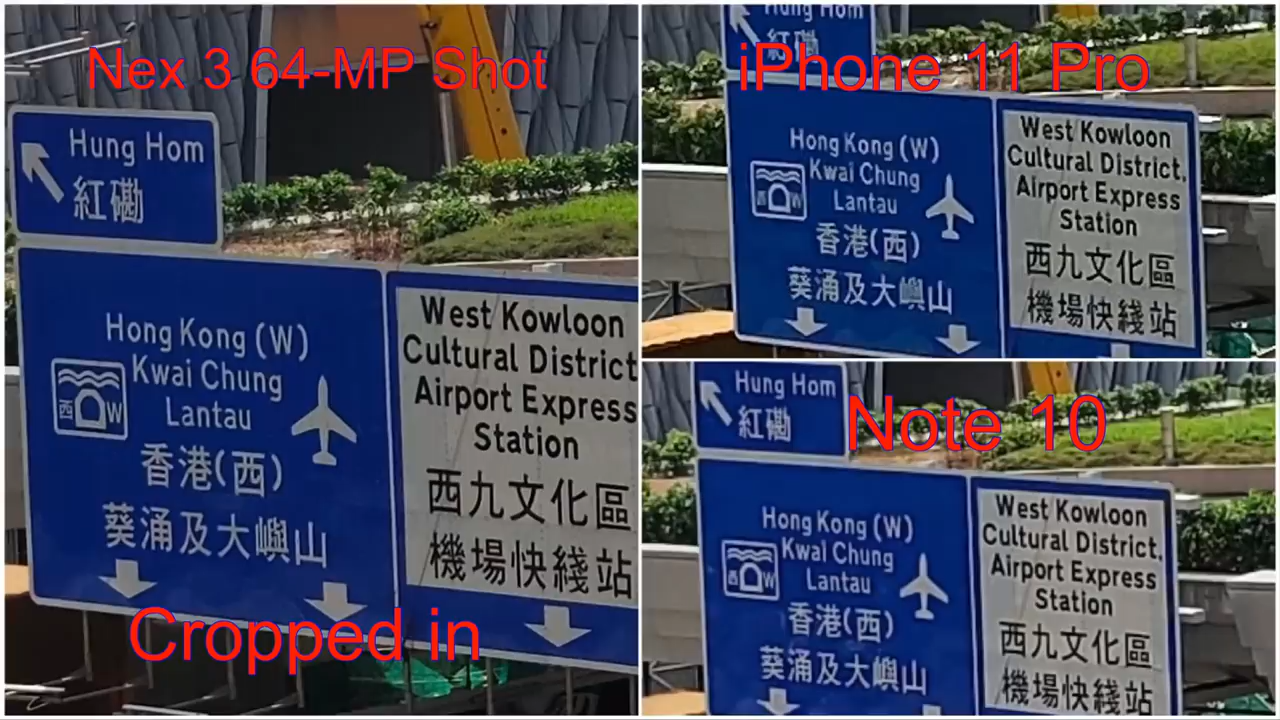 Nex 3 64-MP Shot
Hung Hom
紅磡
Hong Kong (W)
Kwai Chung
Lantau
西 W
香港(西)
葵涌及大嶼山
West Kowloon
Cultural District
Airport Express
Station
西九文化區
機場快綫站
Cropped in
Hung Hom
紅磡
iPhone 11 Pro
Hong Kong (W)
Kwai Chung
Lantau
西 W
香港(西)
葵涌及大嶼山
West Kowloon
Cultural District,
Airport Express
Station
西九文化區
機場快綫站
Hung Hom
紅磡
Note 10
Hong Kong (W)
Kwai Chung
Lantau
西 W
香港(西)
葵涌及大嶼山
West Kowloon
Cultural District,
Airport Express
Station
西九文化區
機場快綫站